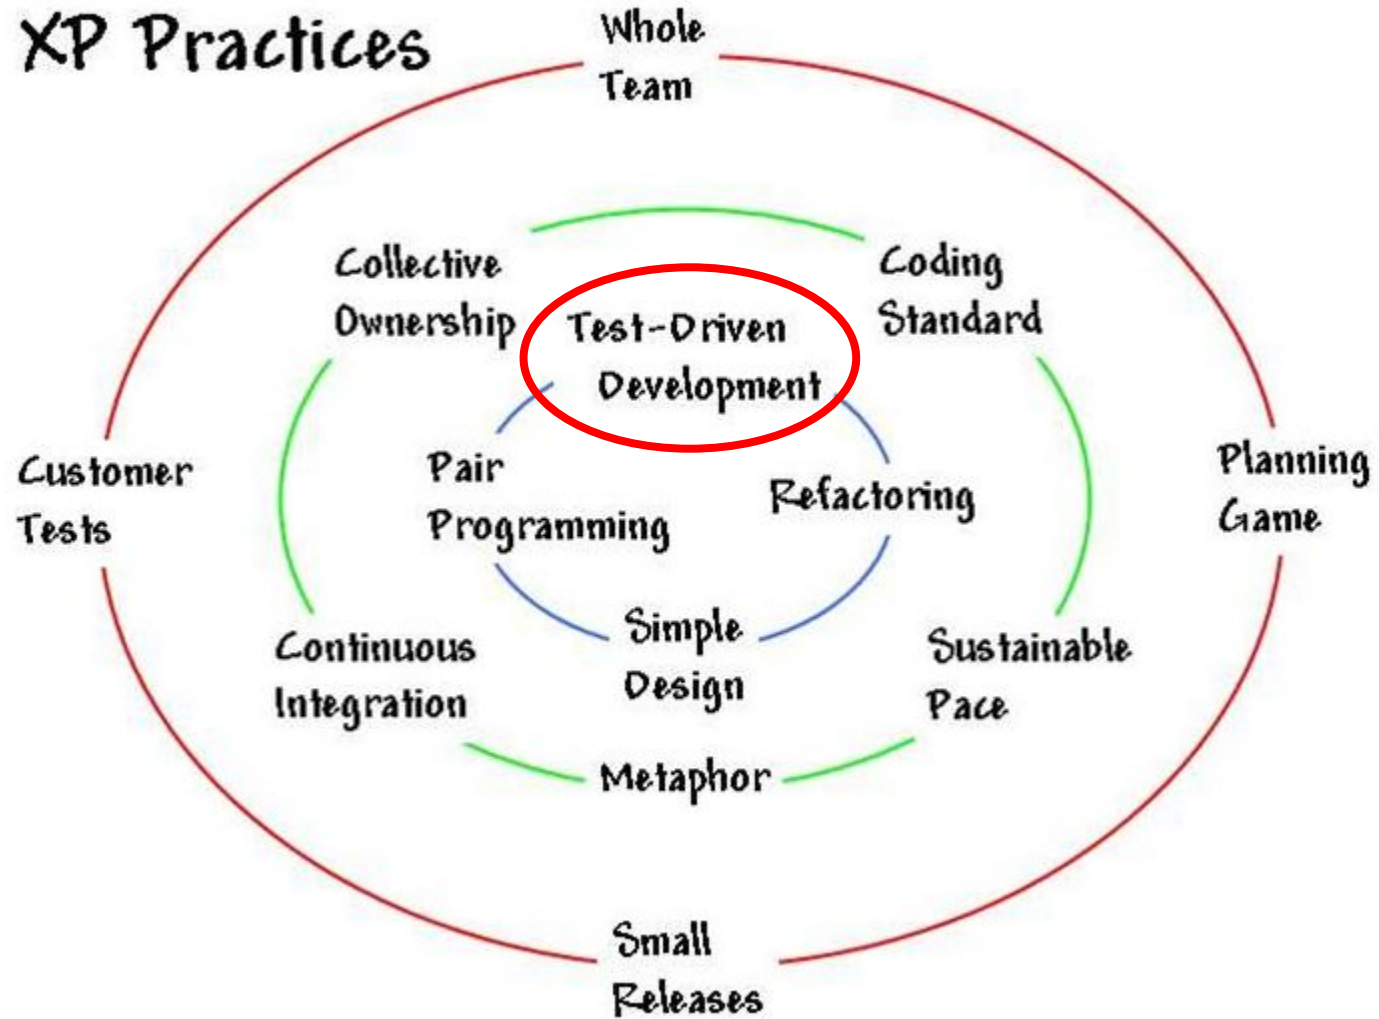 XP Practices
Whole
Team
Collective
Ownership
Coding
Standard
Test-Driven
Development
Customer
Tests
Pair
Programming
Refactoring
Planning
Game
Continuous
Integration
Simple
Design
Sustainable
Pace
Metaphor
Small
Releases